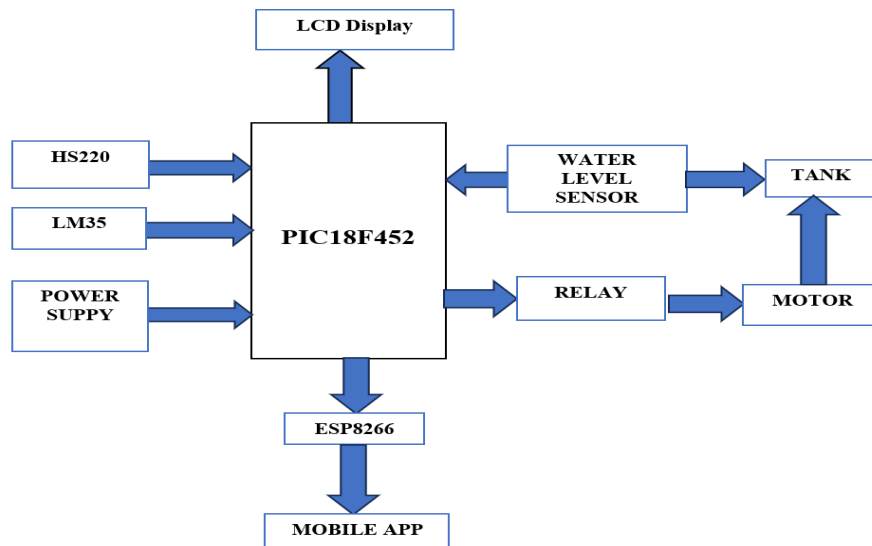 LCD Display
HS220
LM35
POWER
SUPPY
PIC18F452
WATER
LEVEL
SENSOR
TANK
RELAY
MOTOR
ESP8266
MOBILE APP